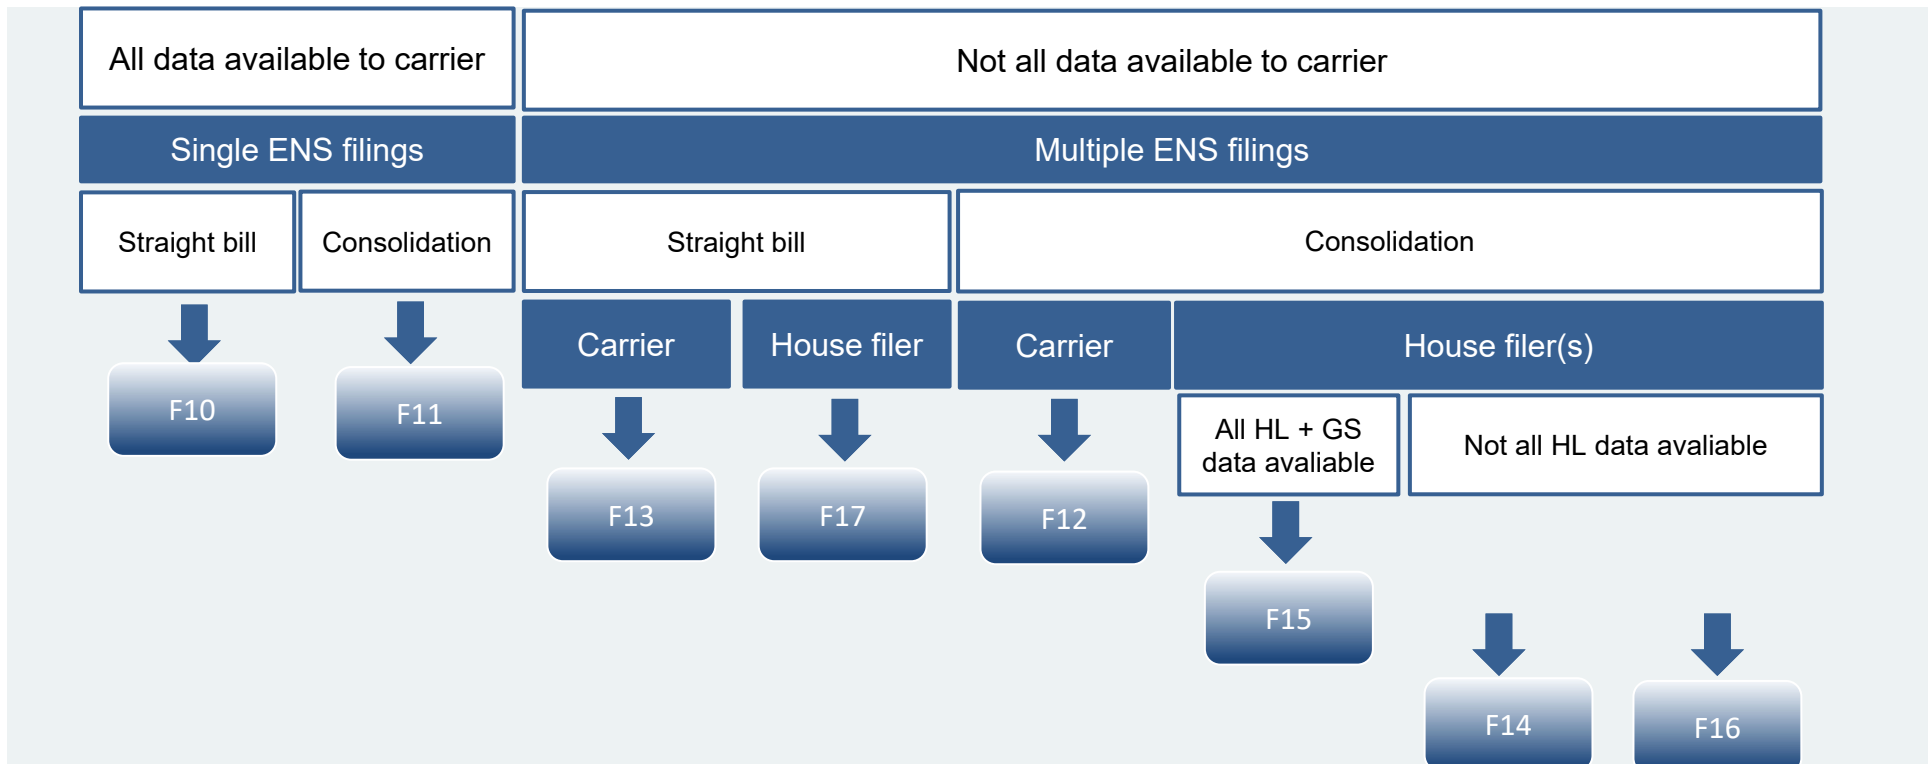 All data available to carrier
Not all data available to carrier
Single ENS filings
Multiple ENS filings
Straight bill
Consolidation
Straight bill
Consolidation
Carrier
House filer
Carrier
House filer(s)
F10
F11
All HL + GS
data avaliable
Not all HL data avaliable
F13
F17
F12
F15
F14
F16